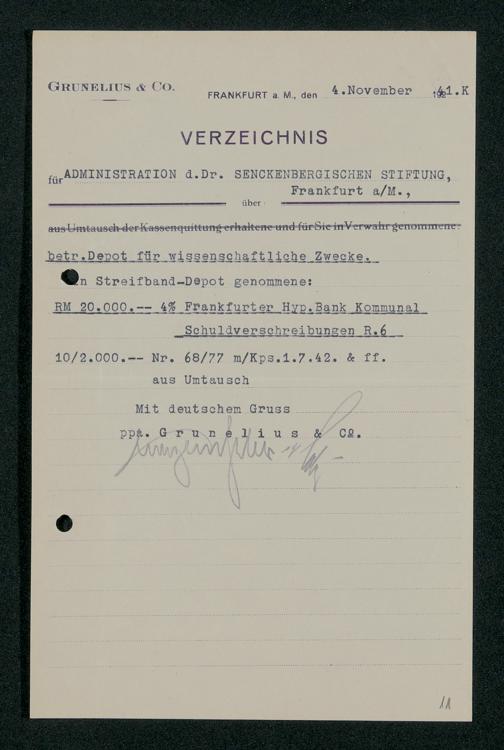 GRUNELIUS & CO.
FRANKFURT a. M., den 4.November 41.K
VERZEICHNIS
für ADMINISTRATION d.Dr. SENCKENBERGISCHEN STIFTUNG,
Frankfurt a/M.,
über
aus Umtausch der Kassenquittung erhaltene und für Sie in Verwahr genommene:
betr.Depot für wissenschaftliche Zwecke.
Streifband-Depot genommene:
RM 20.000.-- 4% Frankfurter Hyp.Bank Kommunal
Schuldverschreibungen R.6
10/2.000.-- Nr. 68/77 m/Kps.1.7.42. & ff.
aus Umtausch
Mit deutschem Gruss
ppa. Grunelius & Co.
11